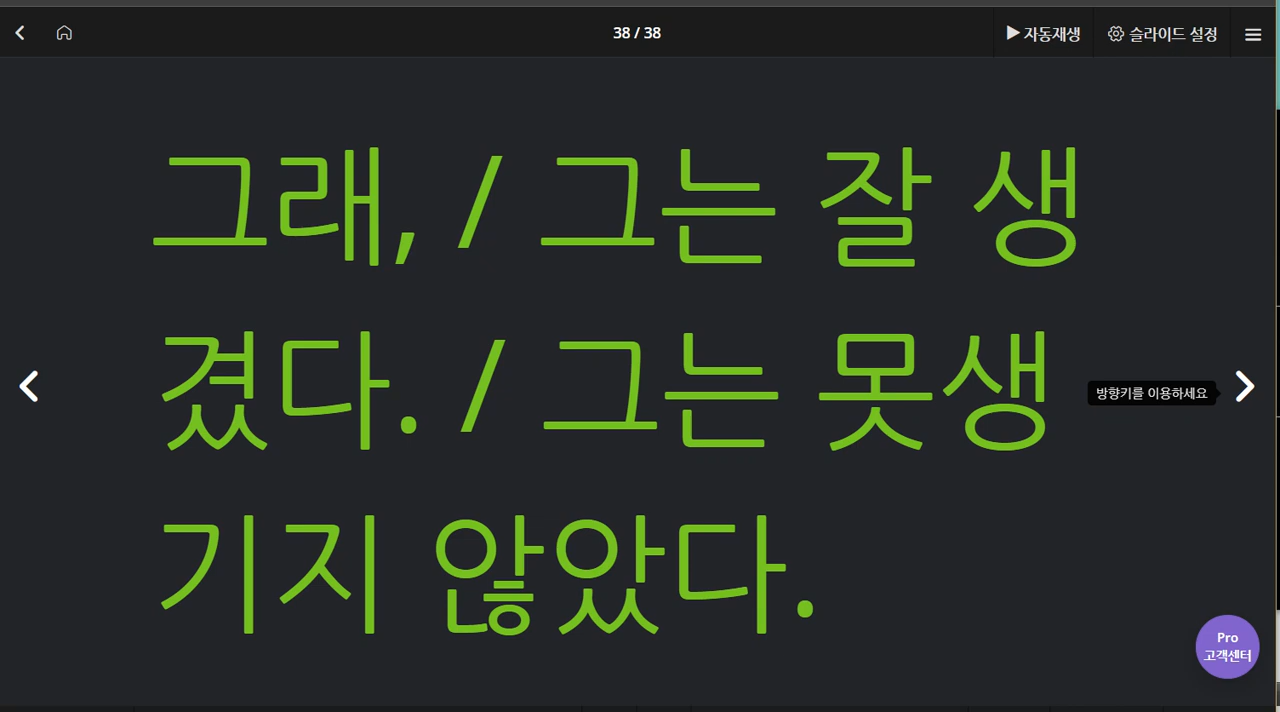 38 / 38
▶ 자동재생
슬라이드 설정
그래, / 그는 잘 생
겼다. / 그는 못생
기지 않았다.
방향키를 이용하세요
Pro
고객센터